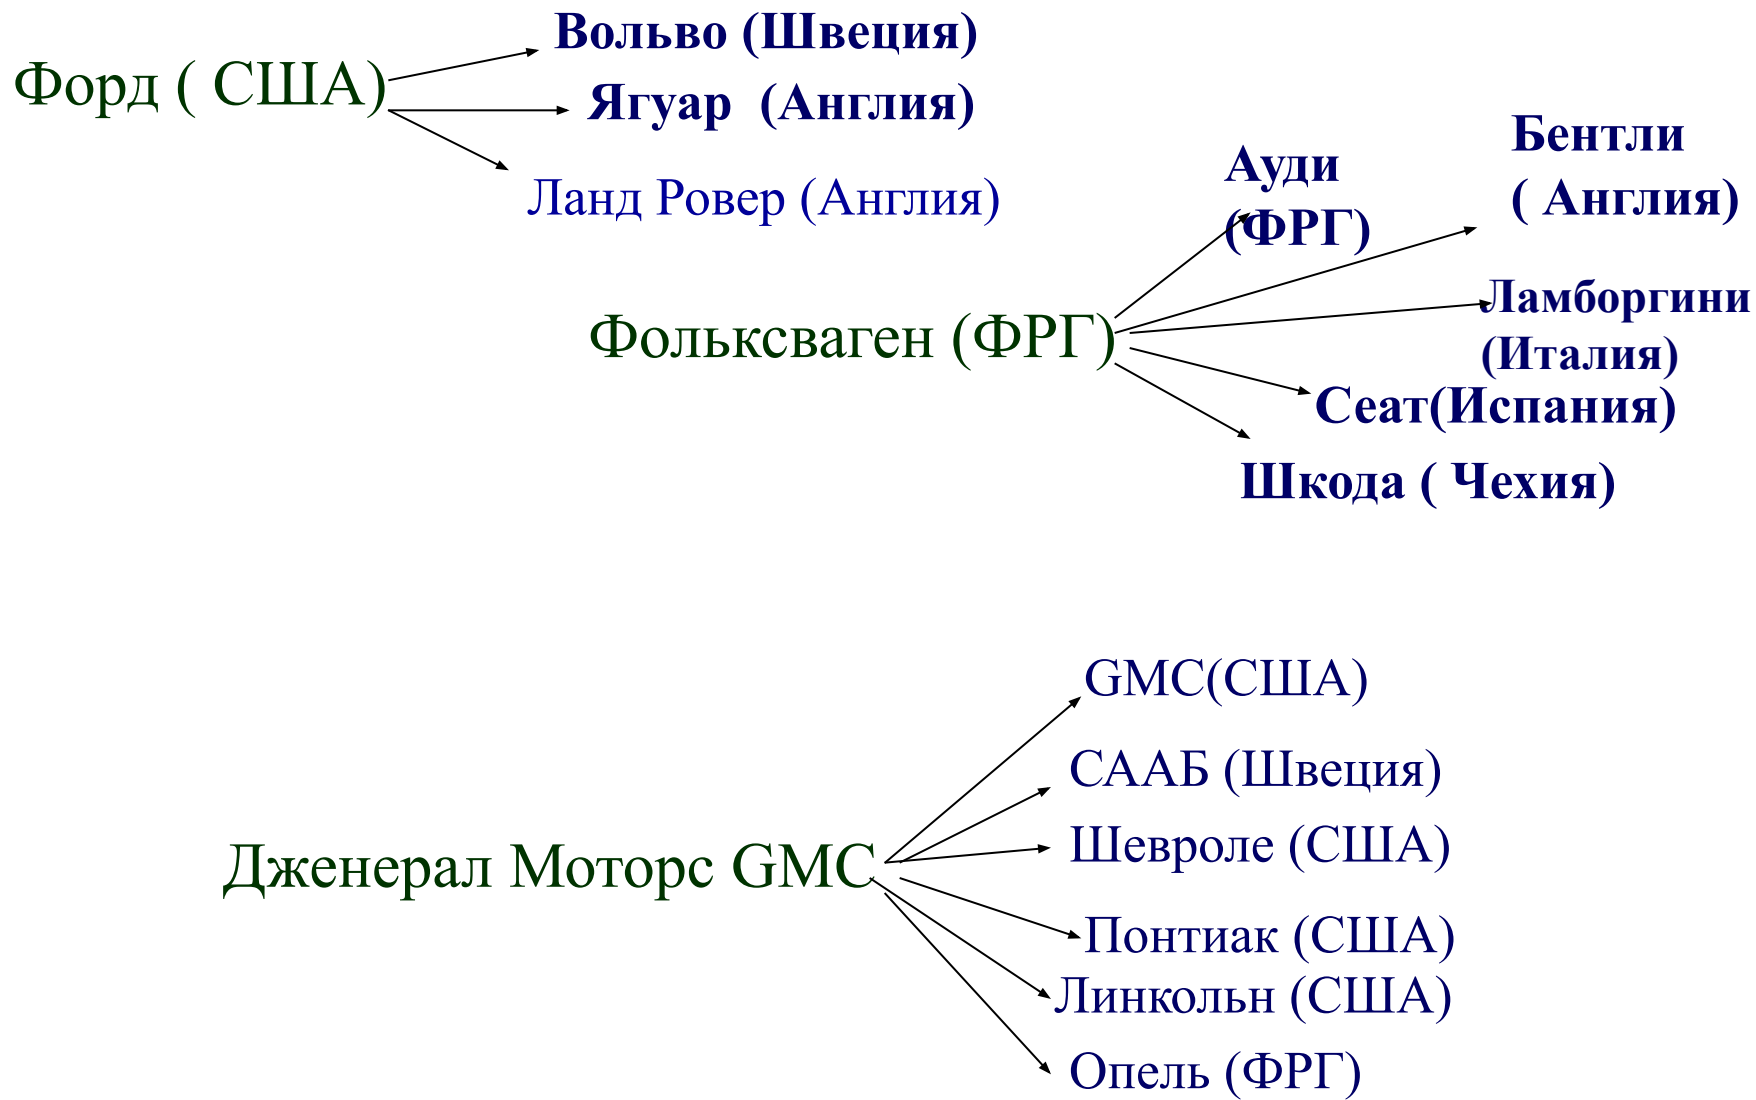 Вольво (Швеция)
Форд ( США)
Ягуар  (Англия)
Ланд Ровер (Англия)
Ауди
(ФРГ)
Бентли
( Англия)
Фольксваген (ФРГ)
Ламборгини
(Италия)
Сеат(Испания)
Шкода ( Чехия)
GMC(США)
СААБ (Швеция)
Шевроле (США)
Дженерал Моторс GMC
Понтиак (США)
Линкольн (США)
Опель (ФРГ)